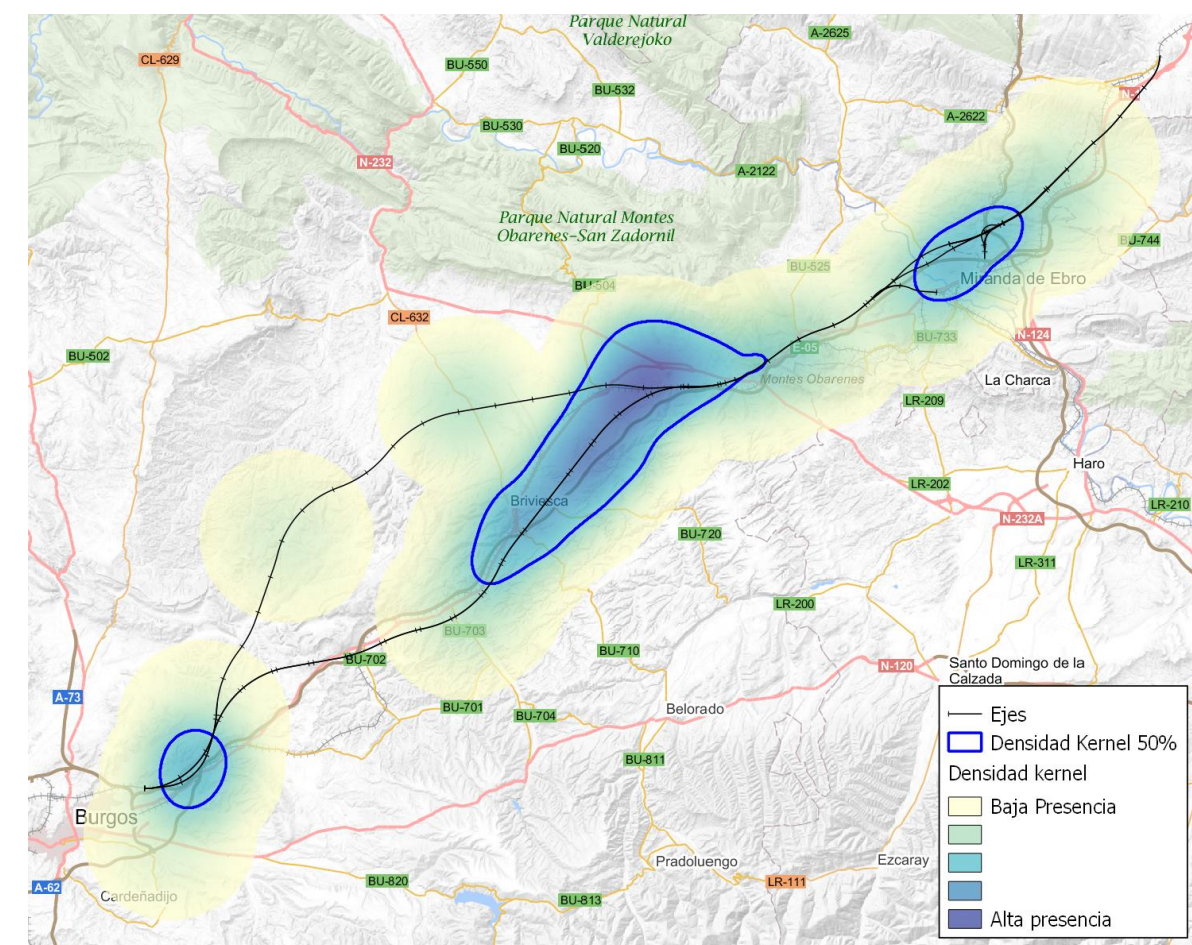 Parque Natural
Valderejoko
A-2625
CL-629
BU-550
BU-532
N-1
A-2622
BU-530
BU-520
N-232
A-2122
Parque Natural Montes
Obarenes-San Zadornil
BU-744
BU-525
Miranda de Ebro
BU-504
CL-632
N-124
BU-733
E-05
BU-502
Montes Obarenes
La Charca
LR-209
Haro
LR-202
Briviesca
LR-210
N-232A
BU-720
LR-311
LR-200
BU-703
BU-710
BU-702
N-120
Santo Domingo de la
Calzada
A-73
BU-701
BU-704
Belorado
BU-811
Burgos
Pradoluengo
Ezcaray
BU-820
LR-111
A-62
Cardeñadijo
BU-813
Ejes
Densidad Kernel 50%
Densidad kernel
Baja Presencia
Alta presencia